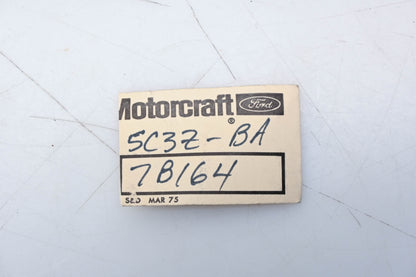 Motorcraft Ford
®
5C3Z-BA
7B164
MAR 75